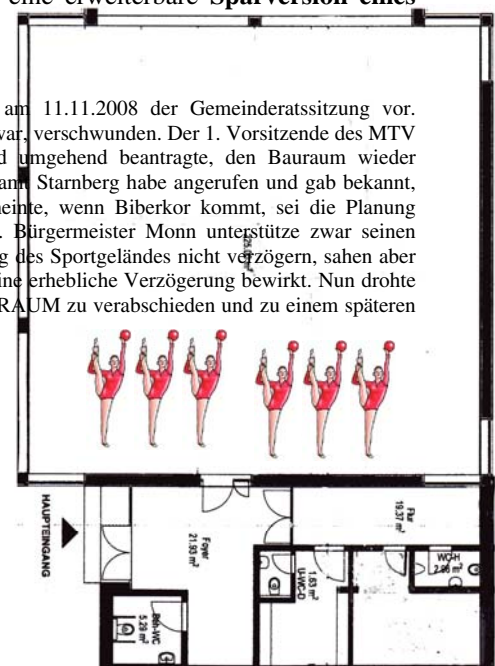 eine erweiterbare Sparversion eines
am 11.11.2008 der Gemeinderatssitzung vor.
war, verschwunden. Der 1. Vorsitzende des MTV
d umgehend beantragte, den Bauraum wieder
amt Starnberg habe angerufen und gab bekannt,
neinte, wenn Biberkor kommt, sei die Planung
. Bürgermeister Monn unterstütze zwar seinen
g des Sportgeländes nicht verzögern, sahen aber
ine erhebliche Verzögerung bewirkt. Nun drohte
RAUM zu verabschieden und zu einem späteren
HAUPTEINGANG
Foyer
21.93 m²
Flur
19.37 m²
WC-H
1.63 m²
U-WC-D
Beh-WC
5.29 m²